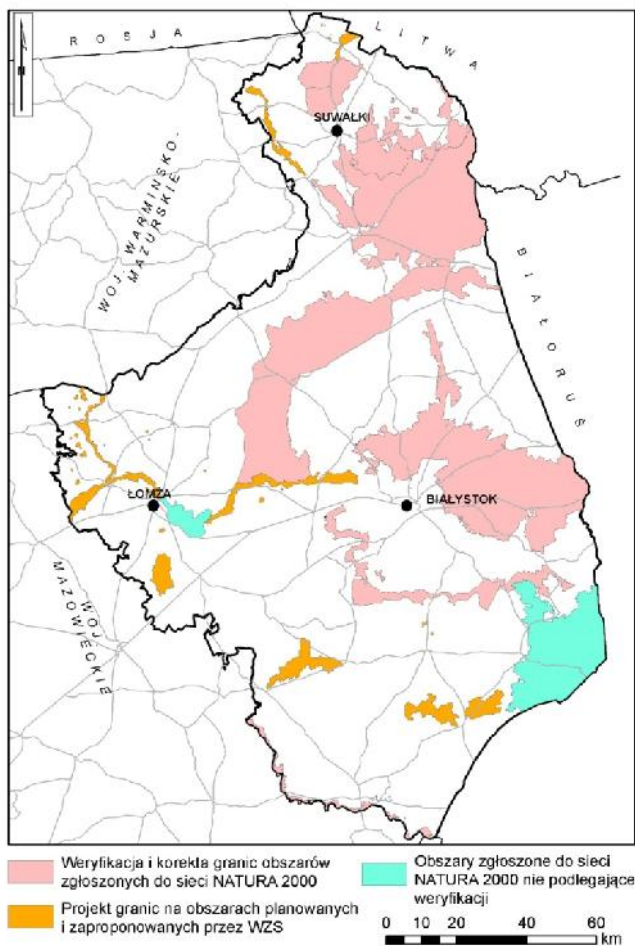 ROSJA
LITWA
SUWAŁKI
WOJ. WARMIŃSKO-
MAZURSKIE
BIAŁORUŚ
ŁOMŻA
BIAŁYSTOK
WOJ.
MAZOWIECKIE
Weryfikacja i korekta granic obszarów
zgłoszonych do sieci NATURA 2000
Projekt granic na obszarach planowanych
i zaproponowanych przez WZS
Obszary zgłoszone do sieci
NATURA 2000 nie podlegające
weryfikacji
0 10 20 40 60
km